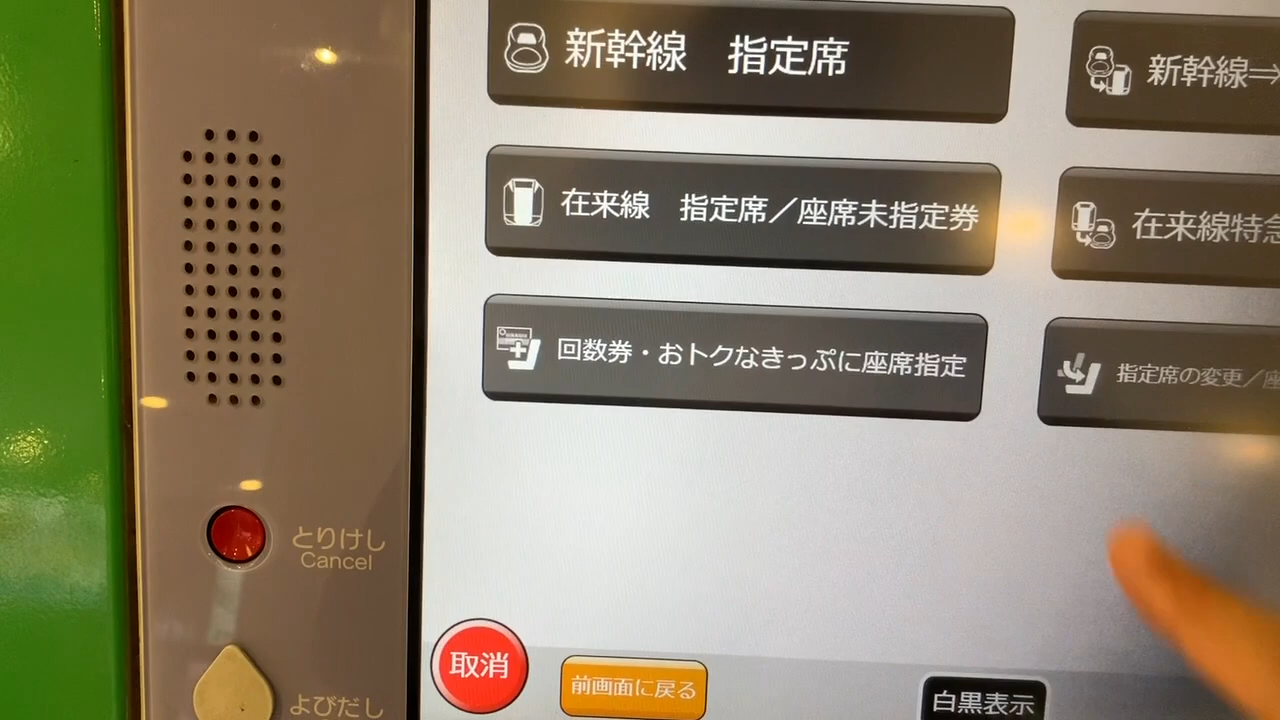 新幹線　指定席
新幹線⇒
在来線　指定席／座席未指定券
在来線特急
回数券・おトクなきっぷに座席指定
指定席の変更／座
とりけし
Cancel
取消
前画面に戻る
よびだし
白黒表示